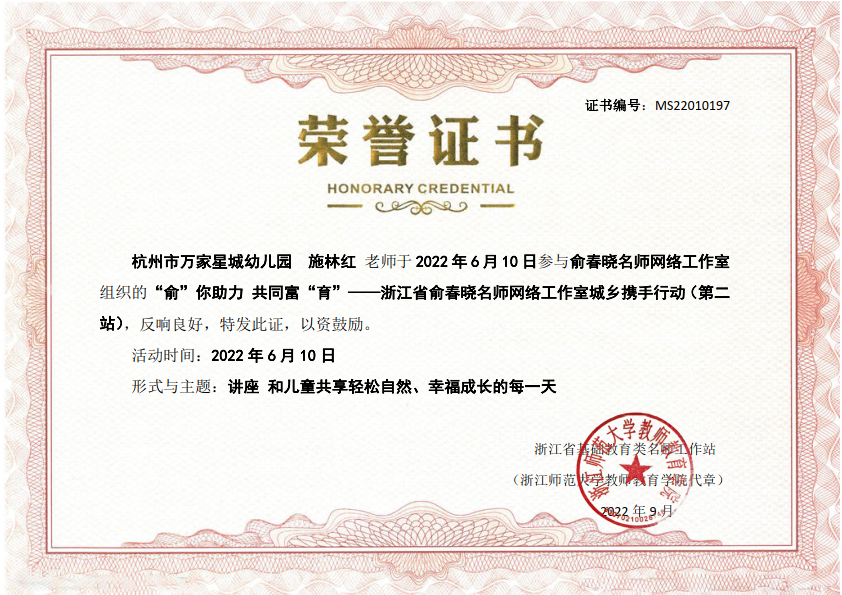 证书编号：MS22010197
荣誉证书
HONORARY CREDENTIAL
杭州市万家星城幼儿园 施林红 老师于 2022 年 6 月 10 日参与俞春晓名师网络工作室
组织的“俞”你助力 共同富“育”——浙江省俞春晓名师网络工作室城乡携手行动（第二
站），反响良好，特发此证，以资鼓励。
活动时间：2022 年 6 月 10 日
形式与主题：讲座 和儿童共享轻松自然、幸福成长的每一天
浙江省基础教育类名师工作站
（浙江师范大学教师教育学院代章）
2022 年 9 月
浙江师范大学教师教育学院